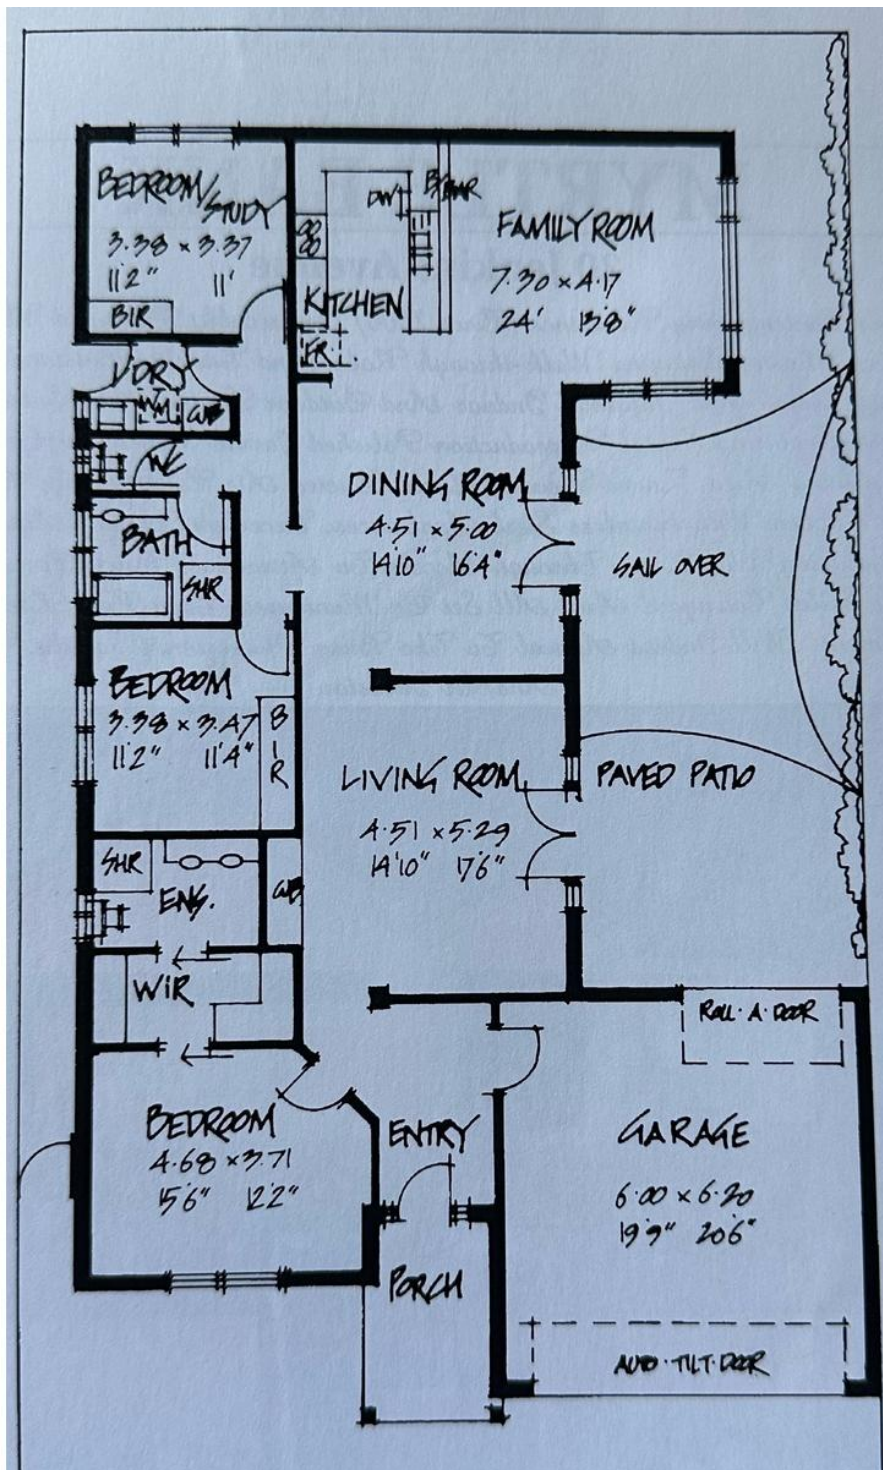 BEDROOM/
STUDY
3.38 × 3.37
11'2" 11'
BIR
DW
FAMILY ROOM
7.30 × 4.17
24' 13'8"
KITCHEN
FR
L'DRY
WM
CUB
WC
BATH
SHR
DINING ROOM
4.51 × 5.00
14'10" 16'4"
SAIL OVER
BEDROOM
3.38 × 3.47
11'2" 11'4"
BIR
LIVING ROOM
4.51 × 5.29
14'10" 17'6"
PAVED PATIO
SHR
ENS.
WIR
ROLL·A·DOOR
BEDROOM
4.68 × 3.71
15'6" 12'2"
ENTRY
GARAGE
6.00 × 6.20
19'9" 20'6"
PORCH
AUTO·TILT·DOOR